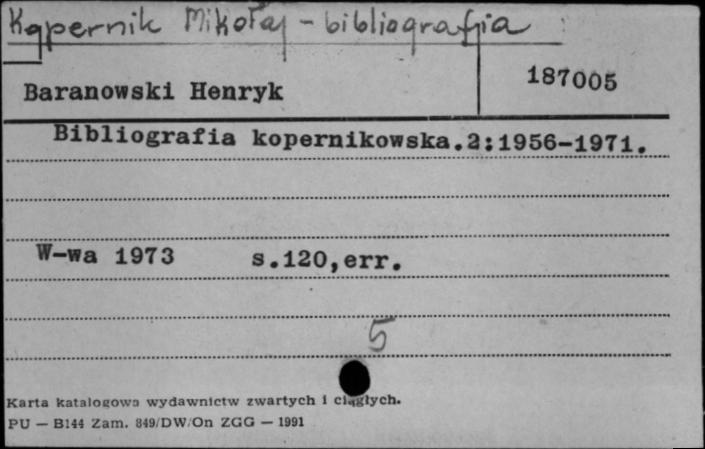 Kopernik Mikołaj - bibliografia
187005
Baranowski Henryk
Bibliografia kopernikowska.2:1956-1971.
W-wa 1973 s.120,err.
5
Karta katalogowa wydawnictw zwartych i ciągłych.
PU — B144 Zam. 849/DW/On ZGG — 1991